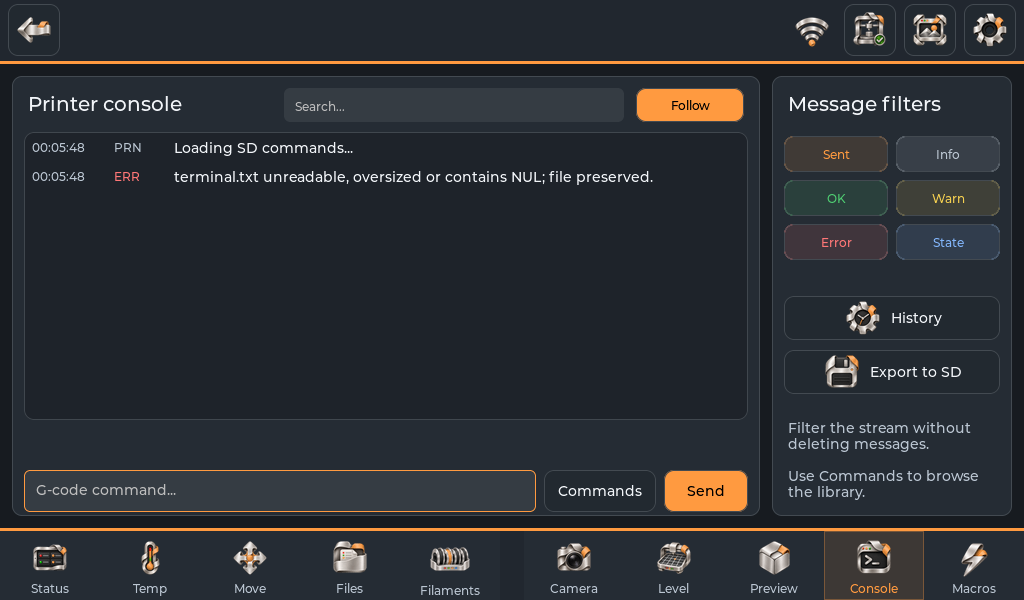 Printer console
Search...
Follow
00:05:48 PRN Loading SD commands...
00:05:48 ERR terminal.txt unreadable, oversized or contains NUL; file preserved.
G-code command...
Commands
Send
Message filters
Sent
Info
OK
Warn
Error
State
History
Export to SD
Filter the stream without
deleting messages.
Use Commands to browse
the library.
Status
Temp
Move
Files
Filaments
Camera
Level
Preview
Console
Macros